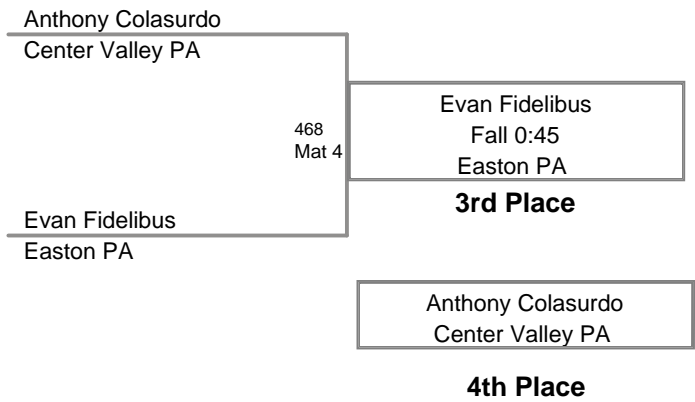 Anthony Colasurdo
Center Valley PA
468
Mat 4
Evan Fidelibus
Fall 0:45
Easton PA
3rd Place
Evan Fidelibus
Easton PA
Anthony Colasurdo
Center Valley PA
4th Place